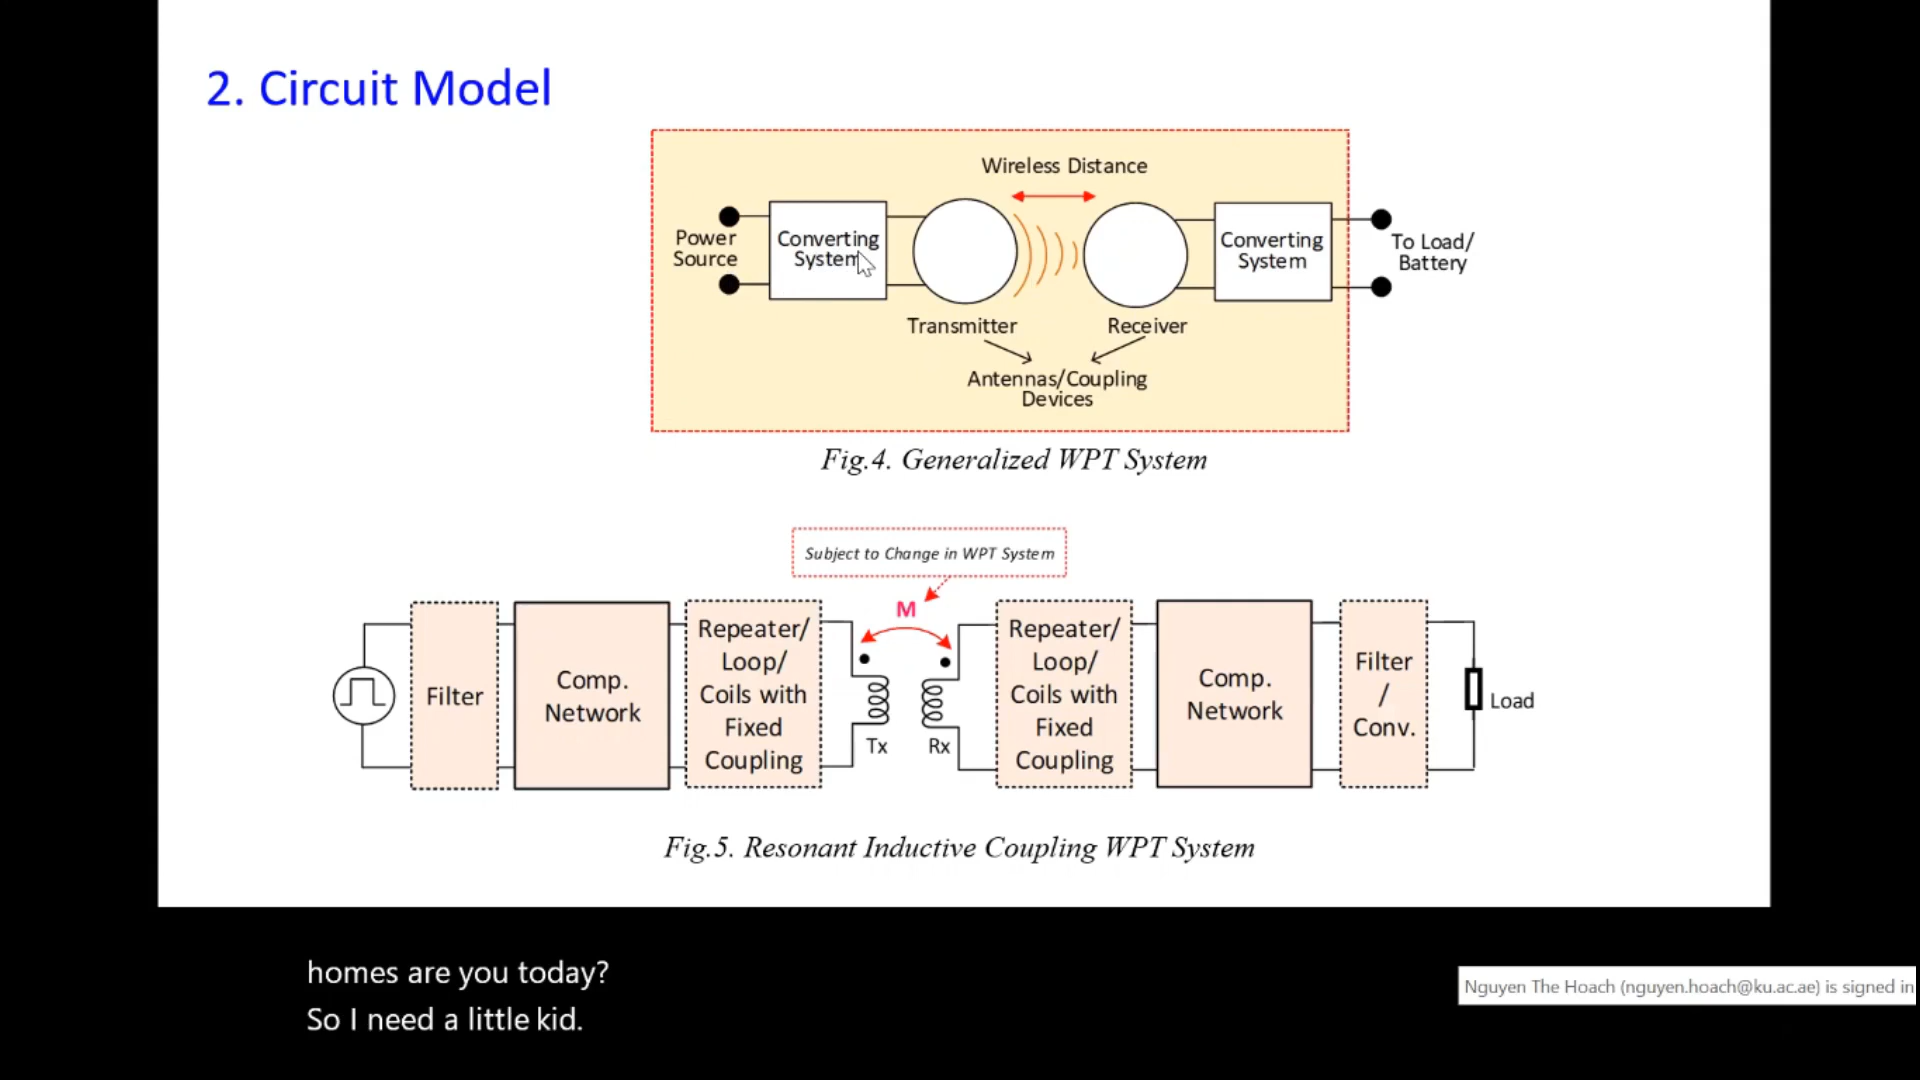 2. Circuit Model
Wireless Distance
Power
Source
Converting
System
Converting
System
To Load/
Battery
Transmitter
Receiver
Antennas/Coupling
Devices
Fig.4. Generalized WPT System
Subject to Change in WPT System
M
Filter
Comp.
Network
Repeater/
Loop/
Coils with
Fixed
Coupling
Tx
Rx
Repeater/
Loop/
Coils with
Fixed
Coupling
Comp.
Network
Filter
/
Conv.
Load
Fig.5. Resonant Inductive Coupling WPT System
homes are you today?
So I need a little kid.
Nguyen The Hoach (nguyen.hoach@ku.ac.ae) is signed in